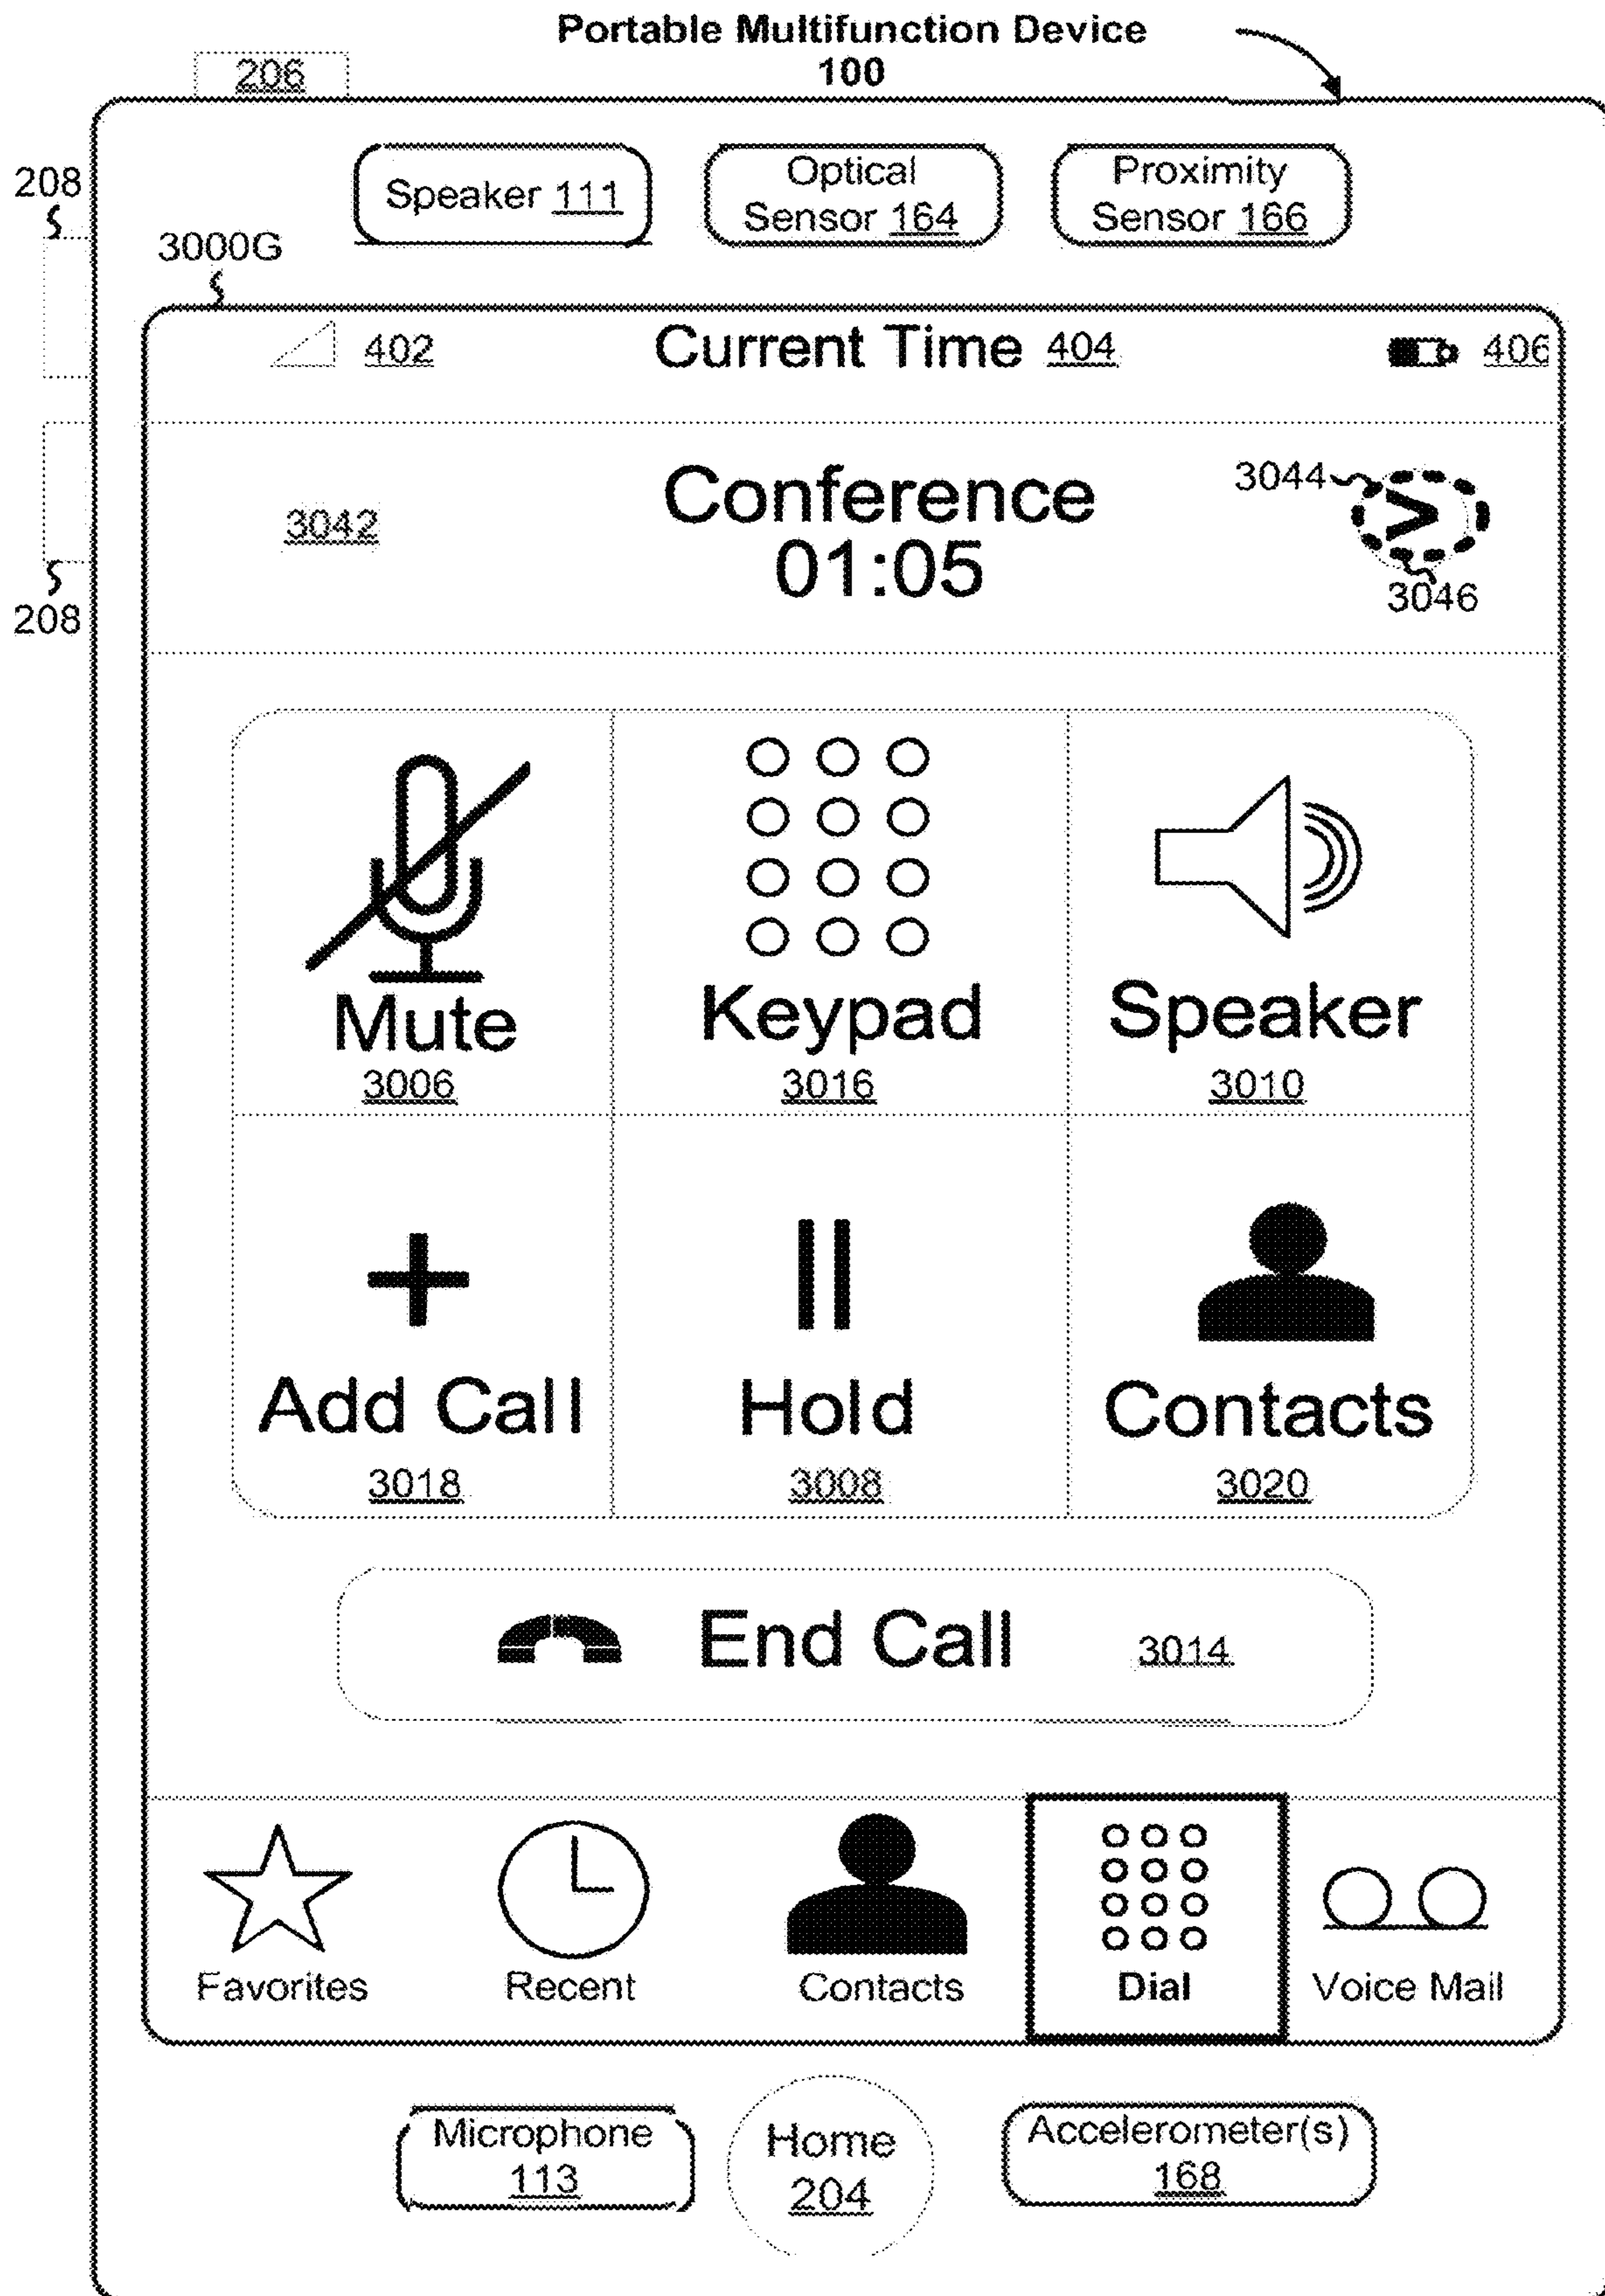 Portable Multifunction Device
100
206
208
Speaker 111
Optical
Sensor 164
Proximity
Sensor 166
3000G
402
Current Time 404
406
3042
Conference
01:05
3044
3046
208
Mute
3006
Keypad
3016
Speaker
3010
Add Call
3018
Hold
3008
Contacts
3020
End Call 3014
Favorites
Recent
Contacts
Dial
Voice Mail
Microphone
113
Home
204
Accelerometer(s)
168